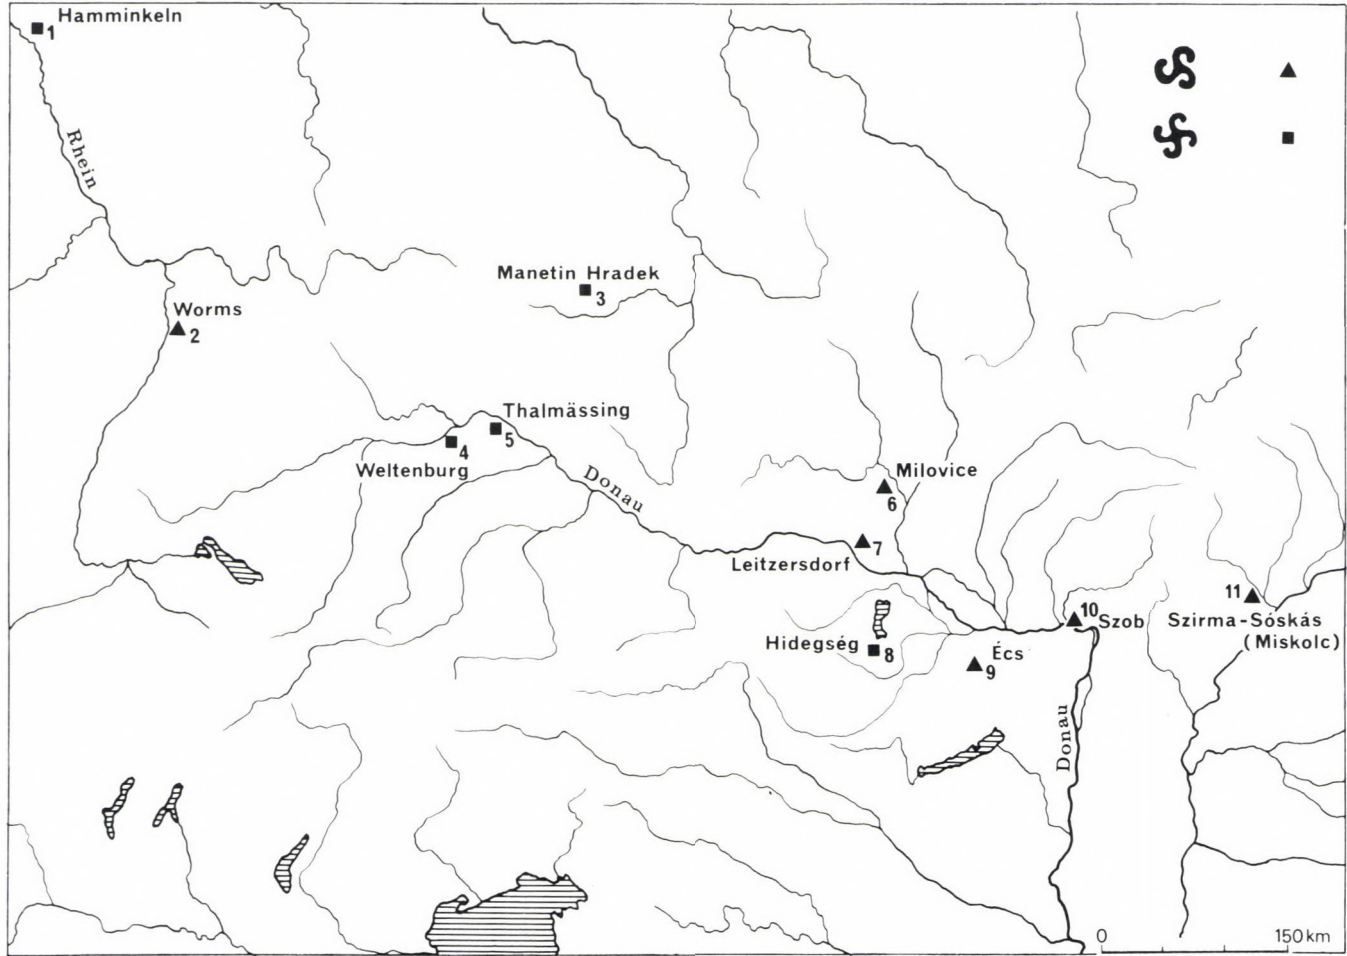 Hamminkeln
1
Rhein
Manetin Hradek
3
Worms
2
Thalmässing
5
4
Weltenburg
Donau
Milovice
6
7
Leitzersdorf
11
10
Szob
Szirma-Sóskás
(Miskolc)
Hidegség
8
Écs
9
Donau
0
150 km